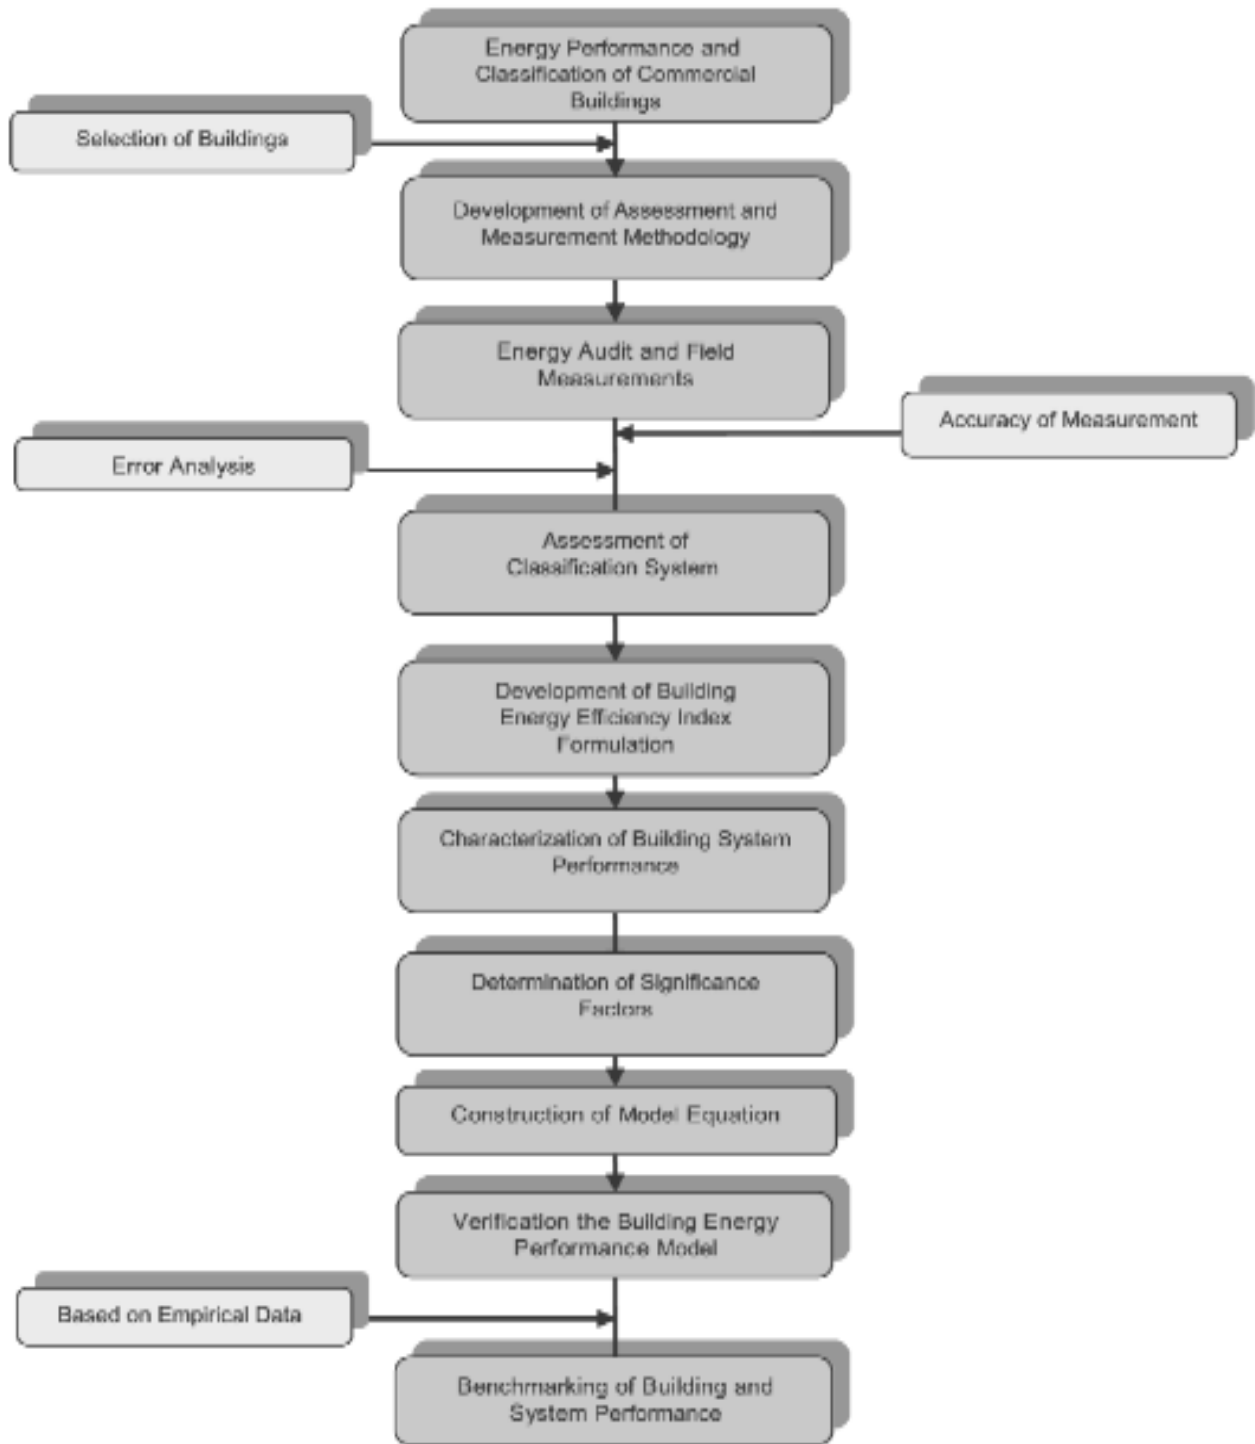 Energy Performance and
Classification of Commercial
Buildings
Selection of Buildings
Development of Assessment and
Measurement Methodology
Energy Audit and Field
Measurements
Accuracy of Measurement
Error Analysis
Assessment of
Classification System
Development of Building
Energy Efficiency Index
Formulation
Characterization of Building System
Performance
Determination of Significance
Factors
Construction of Model Equation
Verification the Building Energy
Performance Model
Based on Empirical Data
Benchmarking of Building and
System Performance